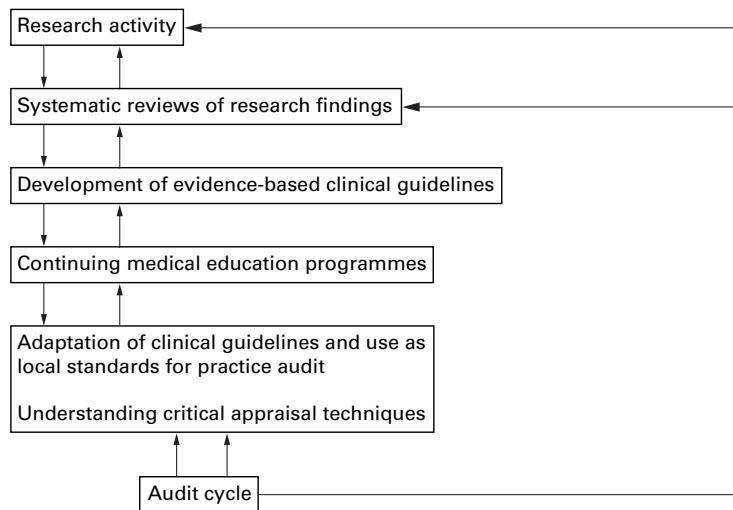 Research activity
Systematic reviews of research findings
Development of evidence-based clinical guidelines
Continuing medical education programmes
Adaptation of clinical guidelines and use as
local standards for practice audit
Understanding critical appraisal techniques
Audit cycle